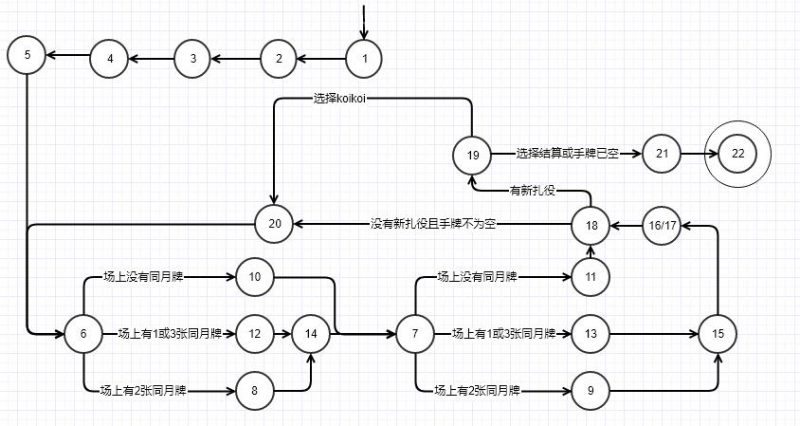 5
4
3
2
1
选择koikoi
19
选择结算或手牌已空
21
22
有新扎役
20
没有新扎役且手牌不为空
18
16/17
场上没有同月牌
10
场上没有同月牌
11
6
场上有1或3张同月牌
12
14
7
场上有1或3张同月牌
13
15
场上有2张同月牌
8
场上有2张同月牌
9